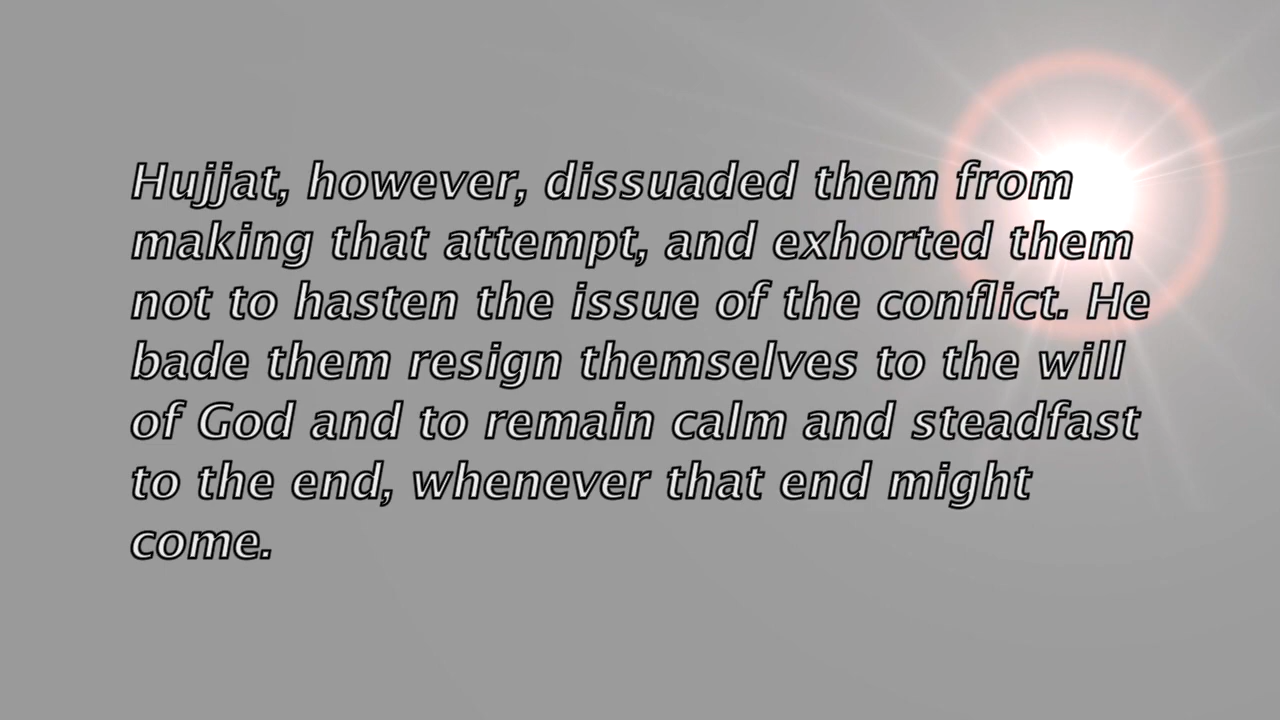 Hujjat, however, dissuaded them from
making that attempt, and exhorted them
not to hasten the issue of the conflict. He
bade them resign themselves to the will
of God and to remain calm and steadfast
to the end, whenever that end might
come.